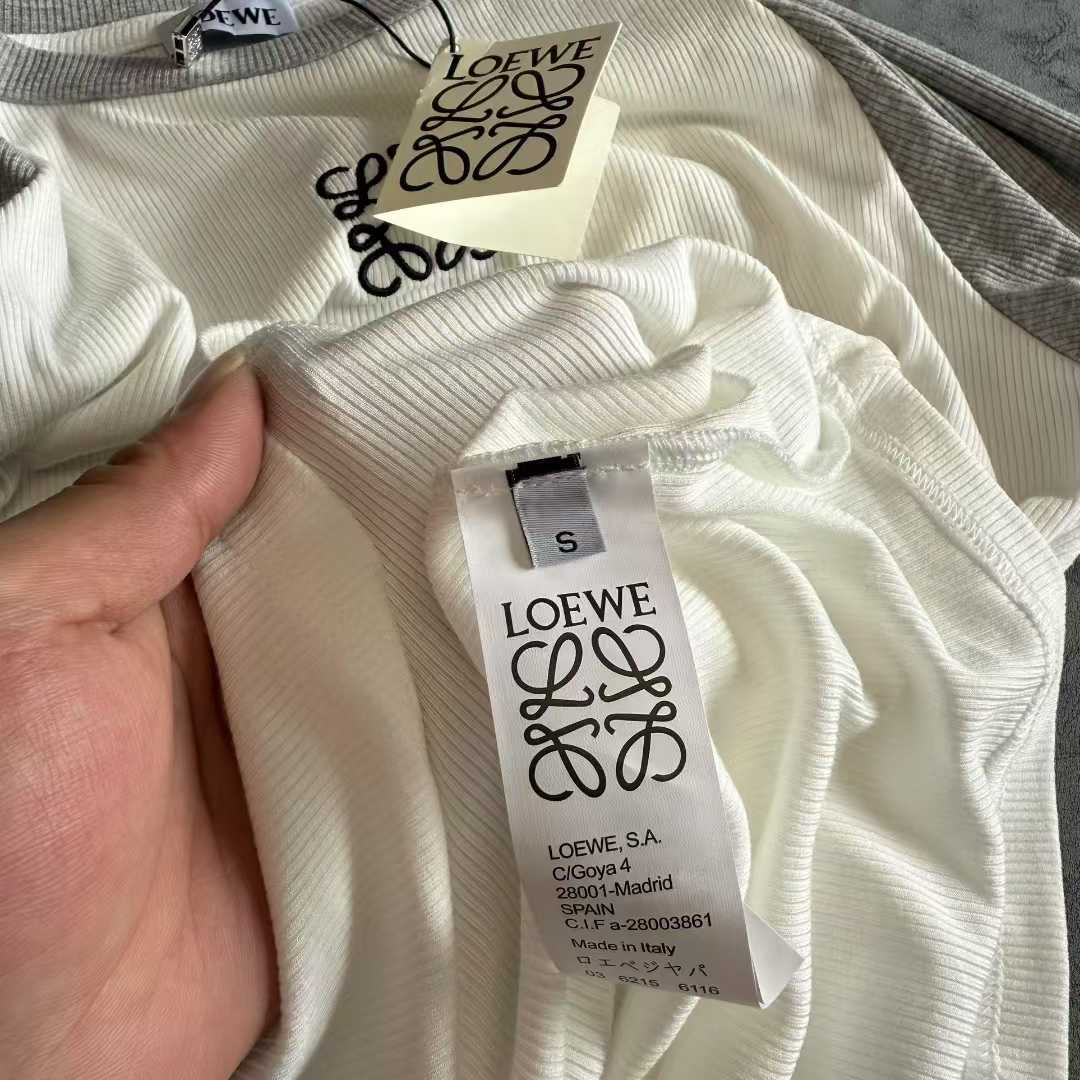 LOEWE
LOEWE
S
LOEWE
LOEWE, S.A.
C/Goya 4
28001-Madrid
SPAIN
C.I.F a-28003861
Made in Italy
ロエベジャパ
03 6215 6116